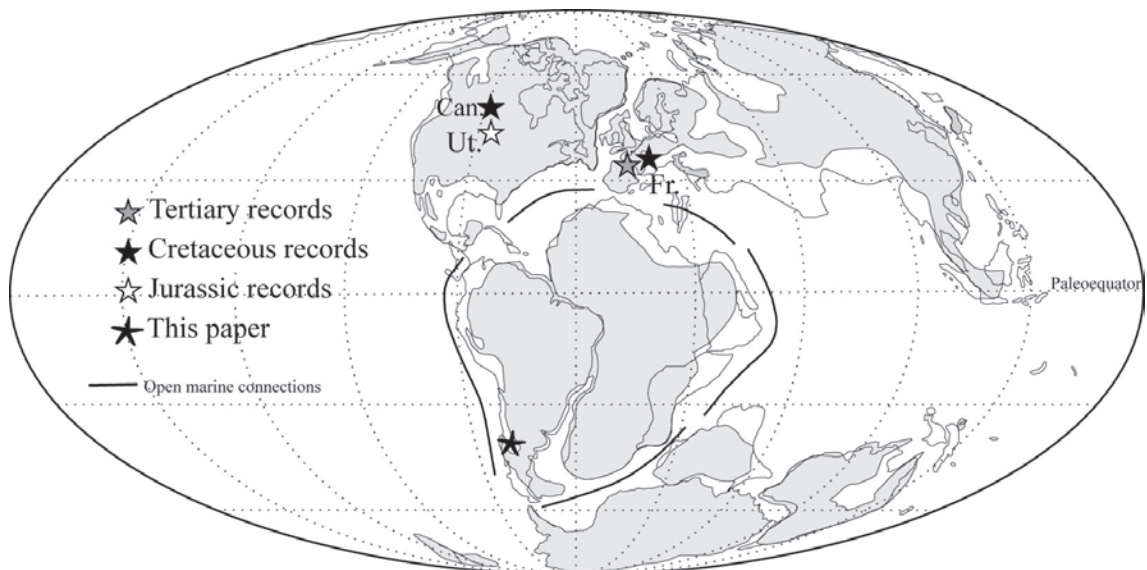 Can.
Ut.
Fr.
Tertiary records
Cretaceous records
Jurassic records
This paper
Open marine connections
Paleoequator